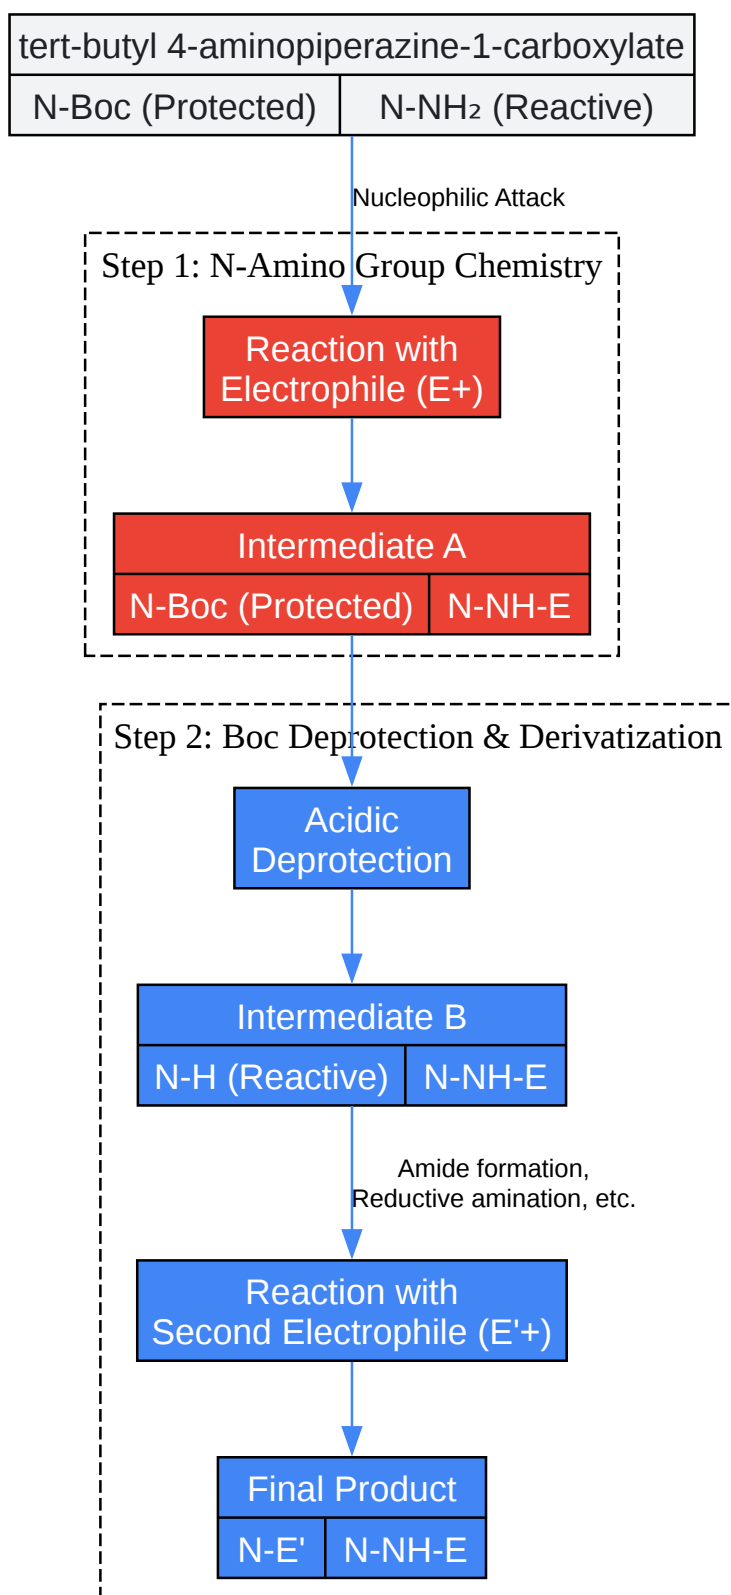 tert-butyl 4-aminopiperazine-1-carboxylate
N-Boc (Protected)
N-NH₂ (Reactive)
Nucleophilic Attack
Step 1: N-Amino Group Chemistry
Reaction with
Electrophile (E+)
Intermediate A
N-Boc (Protected)
N-NH-E
Step 2: Boc Deprotection & Derivatization
Acidic
Deprotection
Intermediate B
N-H (Reactive)
N-NH-E
Amide formation,
Reductive amination, etc.
Reaction with
Second Electrophile (E'+)
Final Product
N-E'
N-NH-E